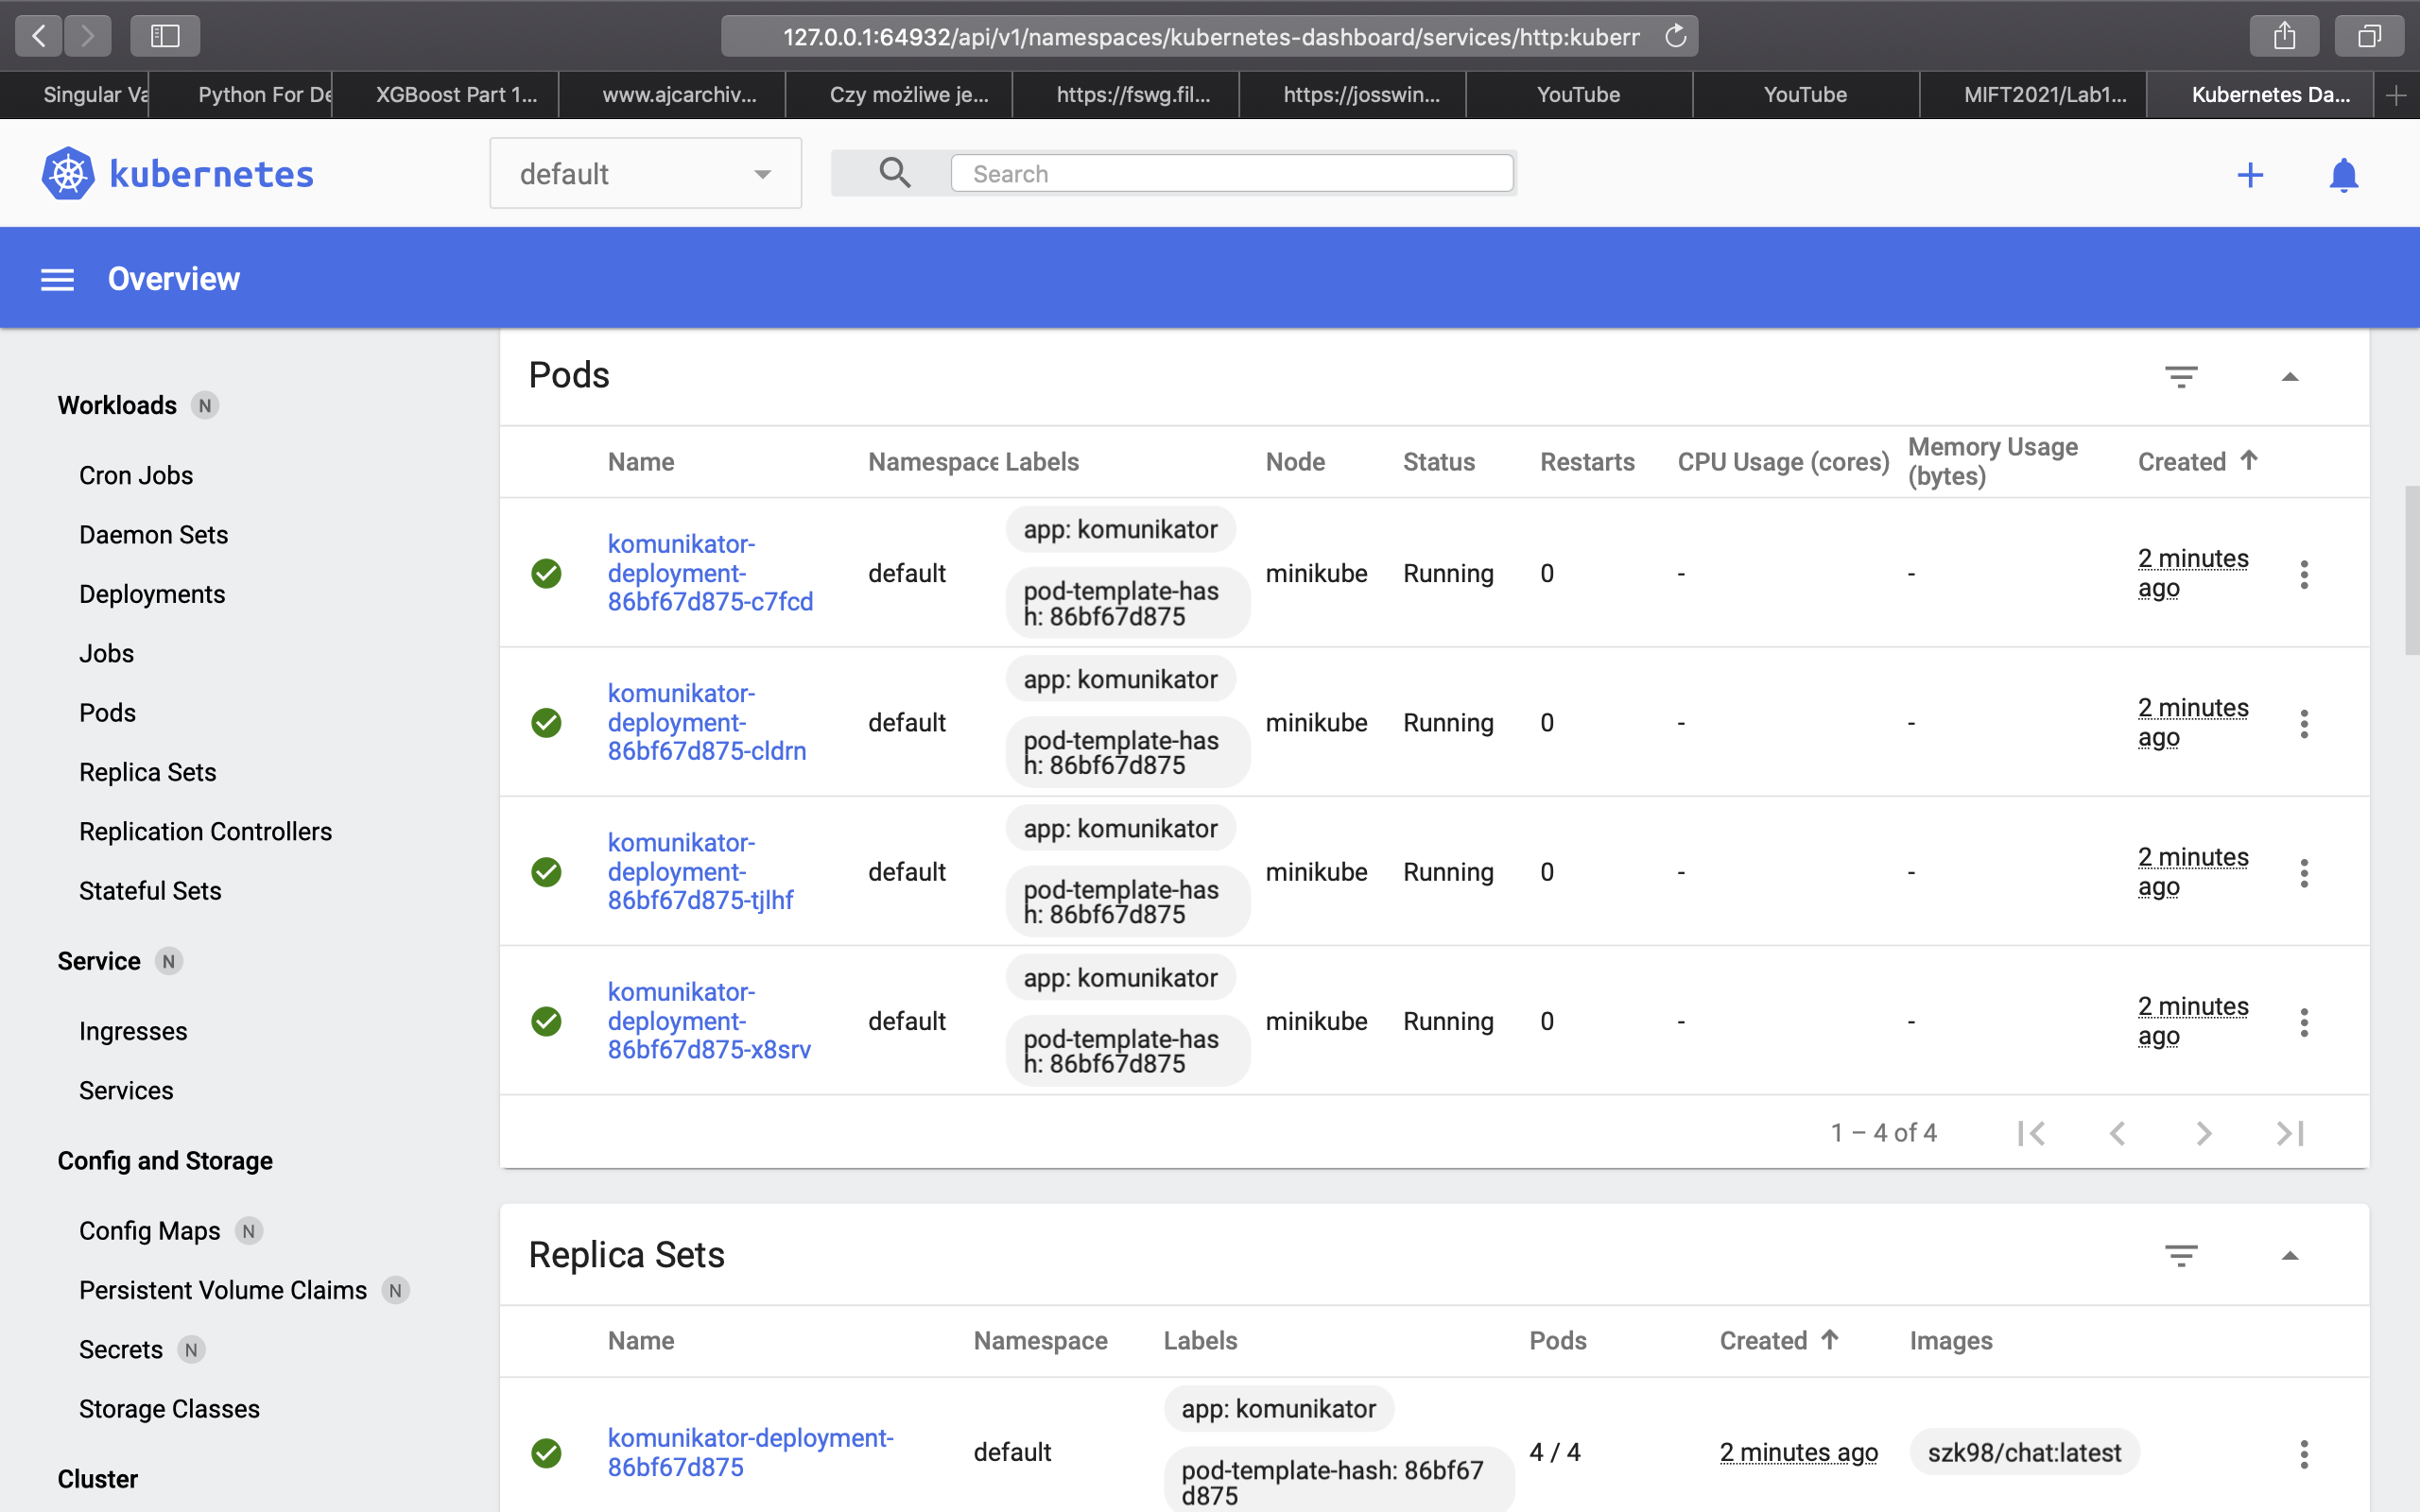 127.0.0.1:64932/api/v1/namespaces/kubernetes-dashboard/services/http:kuberr
Singular Va
Python For De
XGBoost Part 1...
www.ajcarchiv...
Czy możliwe je...
https://fswg.fil...
https://josswin...
YouTube
YouTube
MIFT2021/Lab1...
Kubernetes Da...
kubernetes
default
Search
Overview
Workloads N
Cron Jobs
Daemon Sets
Deployments
Jobs
Pods
Replica Sets
Replication Controllers
Stateful Sets
Service N
Ingresses
Services
Config and Storage
Config Maps N
Persistent Volume Claims N
Secrets N
Storage Classes
Cluster
Pods
Name
Namespace
Labels
Node
Status
Restarts
CPU Usage (cores)
Memory Usage
(bytes)
Created
komunikator-
deployment-
86bf67d875-c7fcd
default
app: komunikator
pod-template-has
h: 86bf67d875
minikube
Running
0
-
-
2 minutes
ago
komunikator-
deployment-
86bf67d875-cldrn
default
app: komunikator
pod-template-has
h: 86bf67d875
minikube
Running
0
-
-
2 minutes
ago
komunikator-
deployment-
86bf67d875-tjlhf
default
app: komunikator
pod-template-has
h: 86bf67d875
minikube
Running
0
-
-
2 minutes
ago
komunikator-
deployment-
86bf67d875-x8srv
default
app: komunikator
pod-template-has
h: 86bf67d875
minikube
Running
0
-
-
2 minutes
ago
1 – 4 of 4
Replica Sets
Name
Namespace
Labels
Pods
Created
Images
komunikator-deployment-
86bf67d875
default
app: komunikator
pod-template-hash: 86bf67
d875
4 / 4
2 minutes ago
szk98/chat:latest